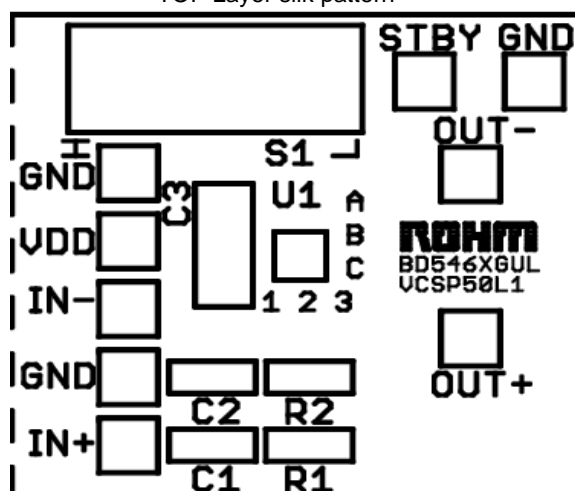 TOP Layer silk pattern
STBY GND
H
S1
L
OUT-
GND
C3
U1
A
B
C
VDD
ROHM
BD546XGUL
VCSP50L1
IN-
1 2 3
GND
C2
R2
OUT+
IN+
C1
R1